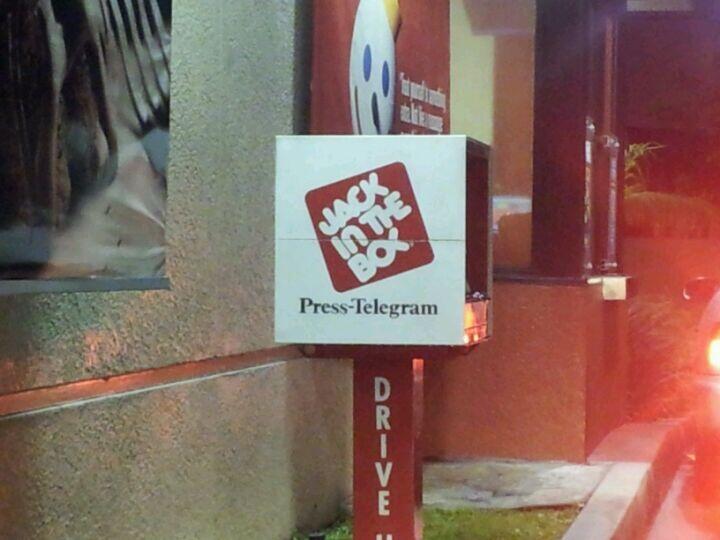 JACK
IN THE
BOX
Press-Telegram
DRIVE